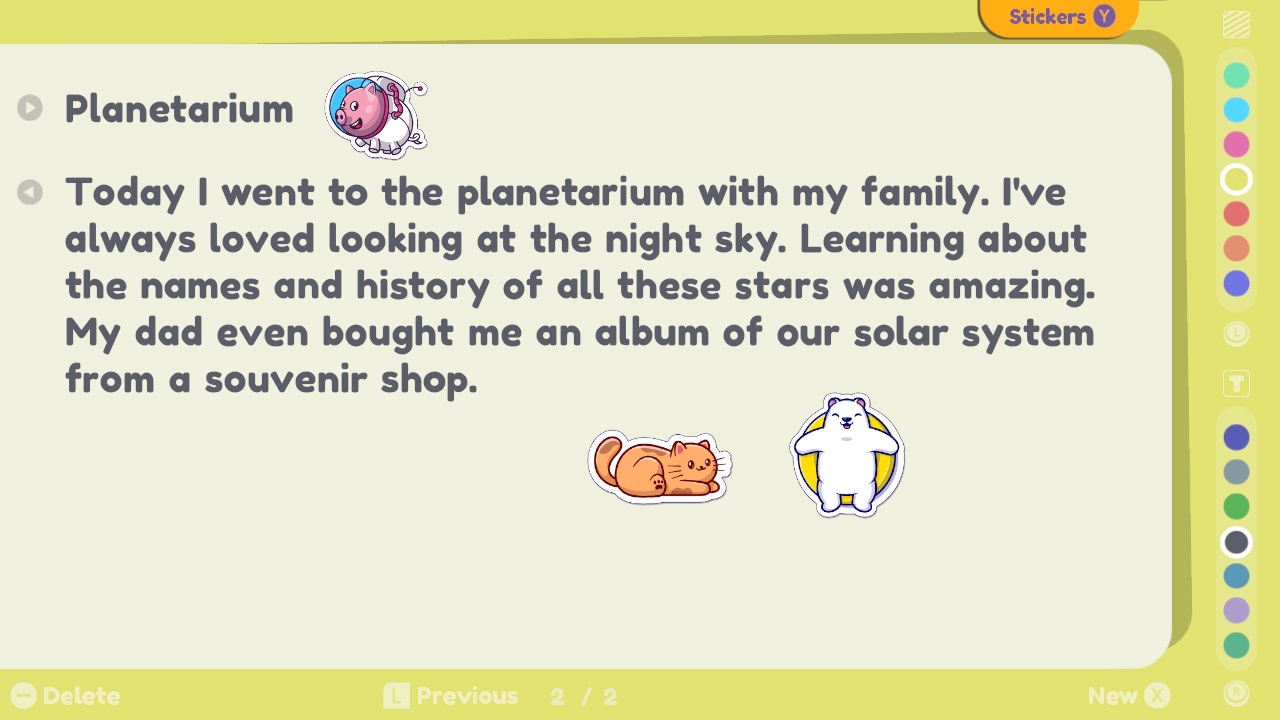 Stickers Y
Planetarium
Today I went to the planetarium with my family. I've
always loved looking at the night sky. Learning about
the names and history of all these stars was amazing.
My dad even bought me an album of our solar system
from a souvenir shop.
L
T
Delete
L Previous 2 / 2
New X
R